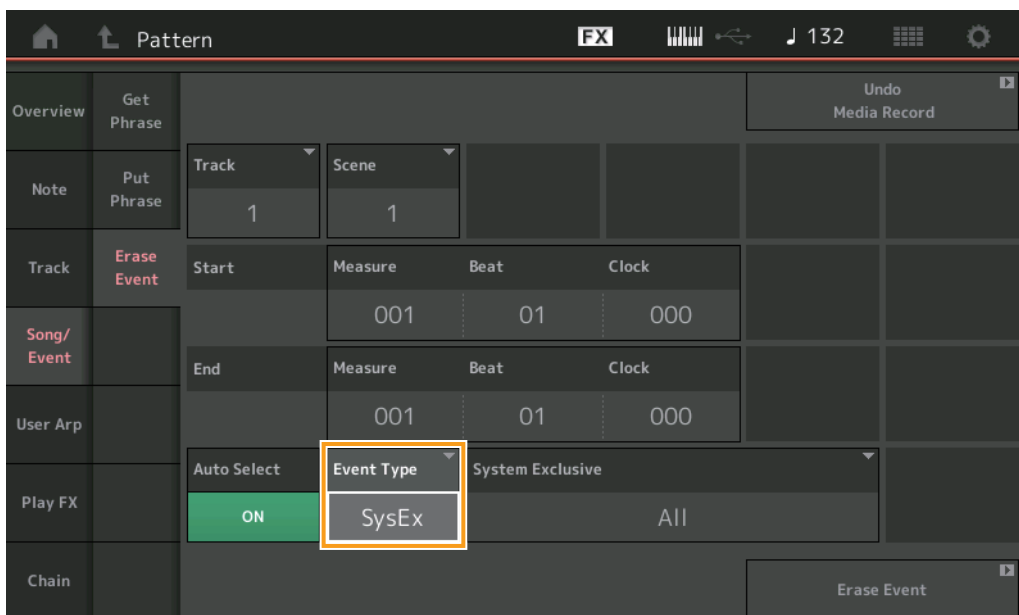 Pattern
FX
132
Overview
Note
Track
Song/
Event
User Arp
Play FX
Chain
Get
Phrase
Put
Phrase
Erase
Event
Undo
Media Record
Track
Scene
1
1
Start
Measure
Beat
Clock
001
01
000
End
Measure
Beat
Clock
001
01
000
Auto Select
Event Type
System Exclusive
ON
SysEx
All
Erase Event